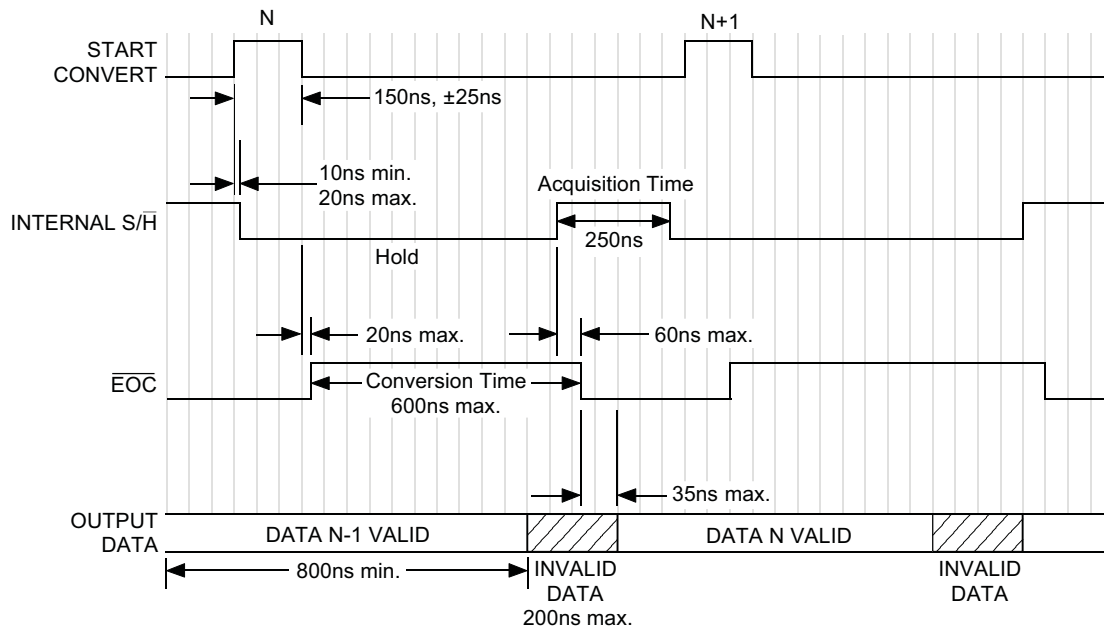 N
N+1
START
CONVERT
150ns, ±25ns
10ns min.
20ns max.
Acquisition Time
INTERNAL S/H̅
250ns
Hold
20ns max.
60ns max.
E̅O̅C̅
Conversion Time
600ns max.
35ns max.
OUTPUT
DATA
DATA N-1 VALID
DATA N VALID
800ns min.
INVALID
DATA
200ns max.
INVALID
DATA